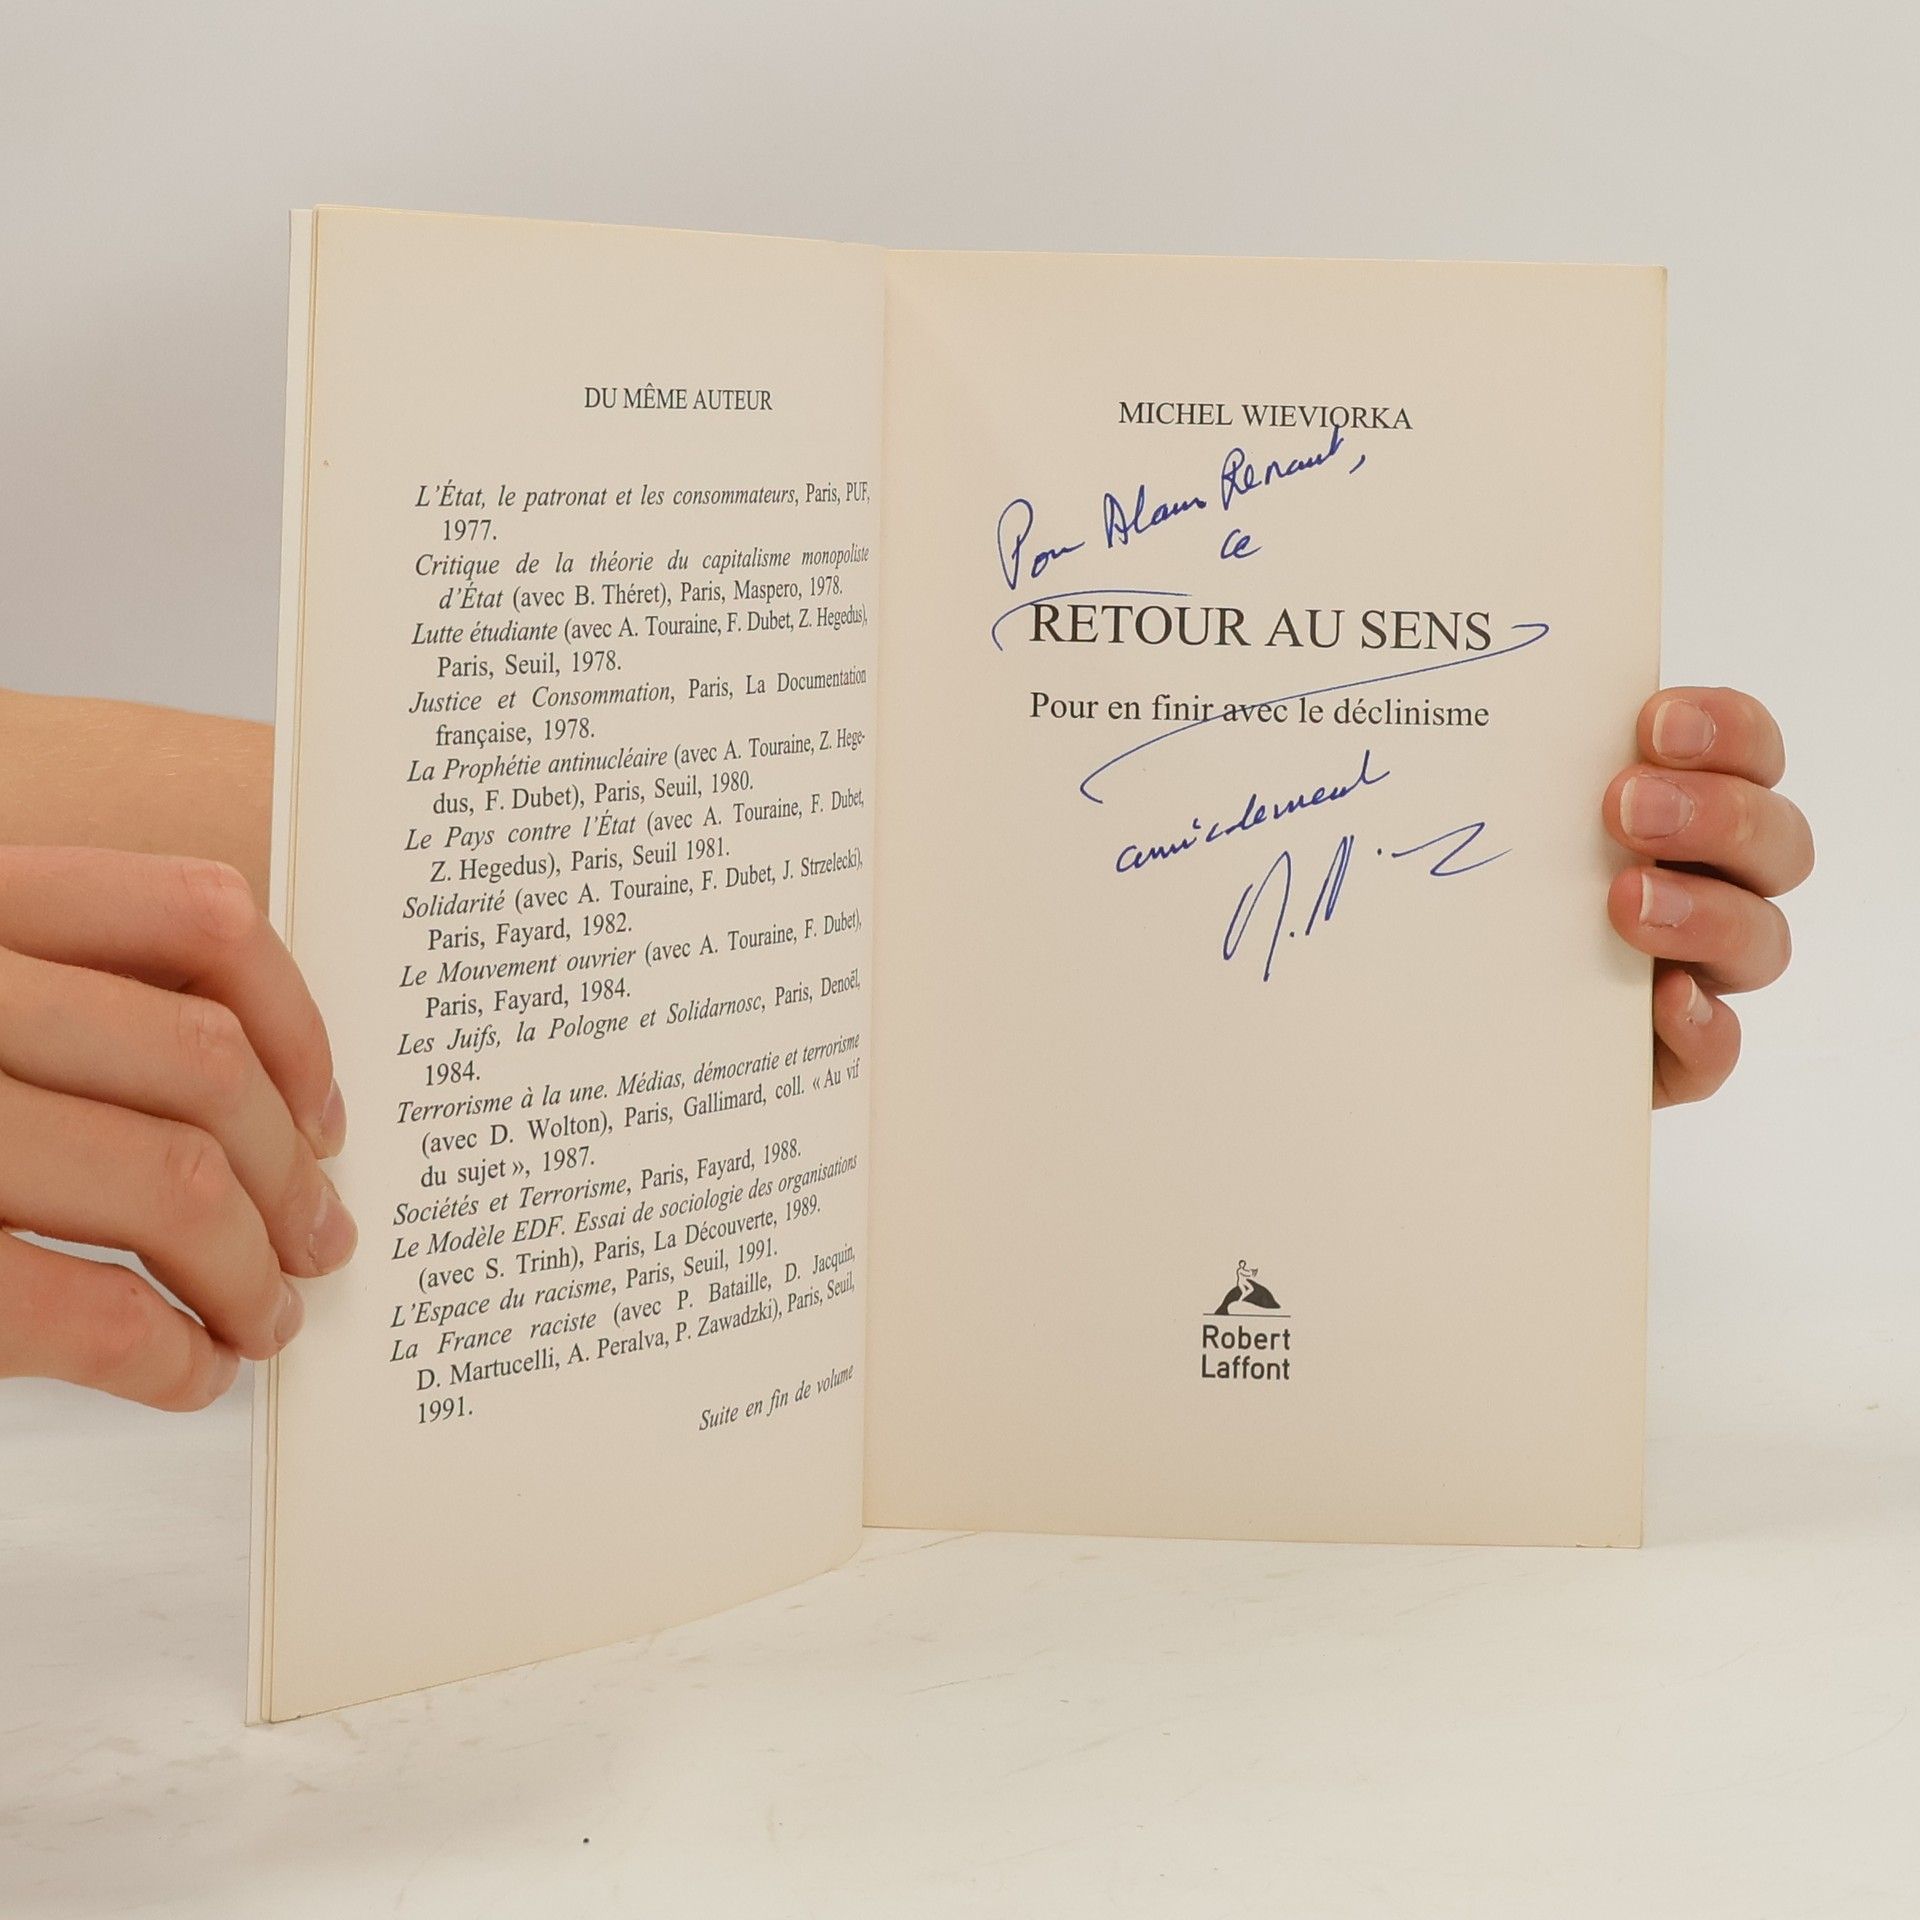 DU MÊME AUTEUR
L'État, le patronat et les consommateurs, Paris, PUF,
1977.
Critique de la théorie du capitalisme monopoliste
d'État (avec B. Théret), Paris, Maspero, 1978.
Lutte étudiante (avec A. Touraine, F. Dubet, Z. Hegedus),
Paris, Seuil, 1978.
Justice et Consommation, Paris, La Documentation
française, 1978.
La Prophétie antinucléaire (avec A. Touraine, Z. Hege-
dus, F. Dubet), Paris, Seuil, 1980.
Le Pays contre l'État (avec A. Touraine, F. Dubet,
Z. Hegedus), Paris, Seuil 1981.
Solidarité (avec A. Touraine, F. Dubet, J. Strzelecki),
Paris, Fayard, 1982.
Le Mouvement ouvrier (avec A. Touraine, F. Dubet),
Paris, Fayard, 1984.
Les Juifs, la Pologne et Solidarnosc, Paris, Denoël,
1984.
Terrorisme à la une. Médias, démocratie et terrorisme
(avec D. Wolton), Paris, Gallimard, coll. « Au vif
du sujet », 1987.
Sociétés et Terrorisme, Paris, Fayard, 1988.
Le Modèle EDF. Essai de sociologie des organisations
(avec S. Trinh), Paris, La Découverte, 1989.
L'Espace du racisme, Paris, Seuil, 1991.
La France raciste (avec P. Bataille, D. Jacquin,
D. Martucelli, A. Peralva, P. Zawadzki), Paris, Seuil,
1991.
Suite en fin de volume
MICHEL WIEVIORKA
Pour Alain Renaut,
ce
RETOUR AU SENS
Pour en finir avec le déclinisme
amicalement
Robert
Laffont